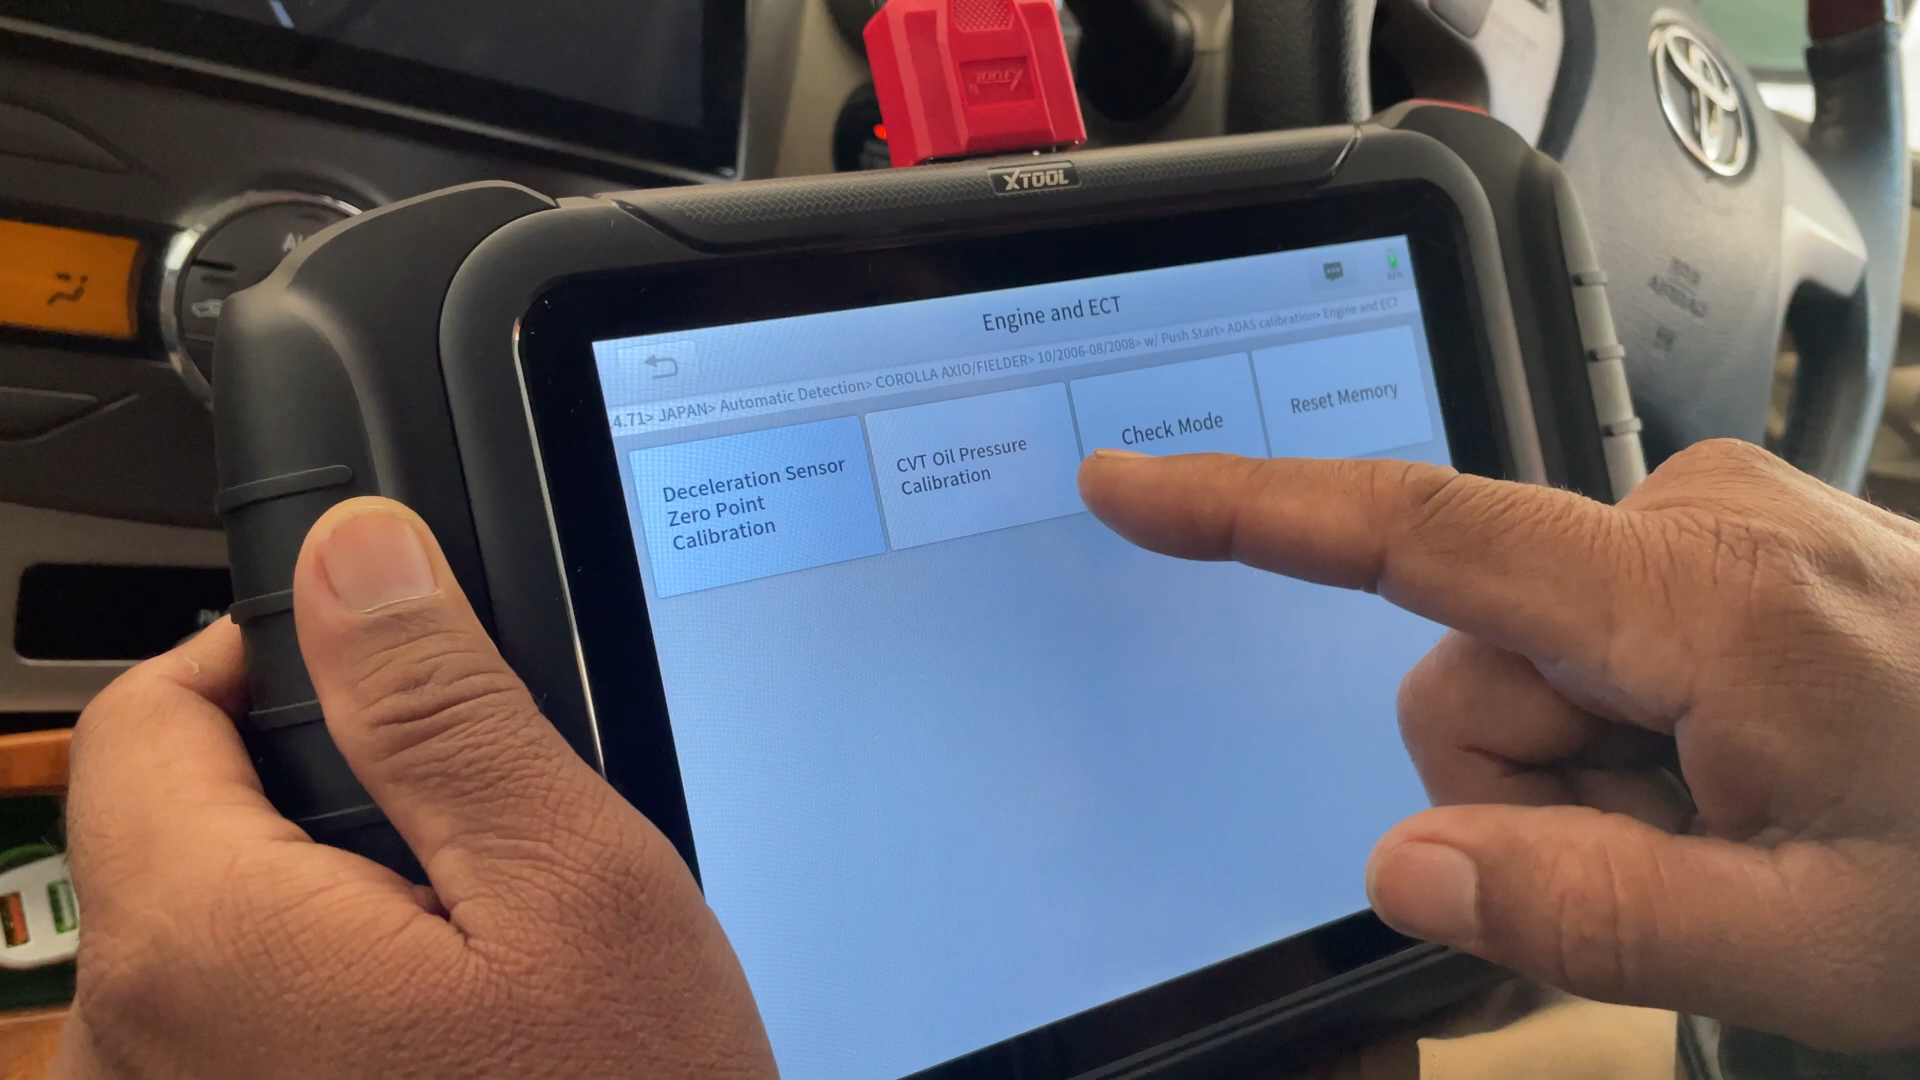 XTOOL
XTOOL
Engine and ECT
4.71> JAPAN> Automatic Detection> COROLLA AXIO/FIELDER> 10/2006-08/2008> w/ Push Start> ADAS calibration> Engine and ECT
Deceleration Sensor
Zero Point
Calibration
CVT Oil Pressure
Calibration
Check Mode
Reset Memory